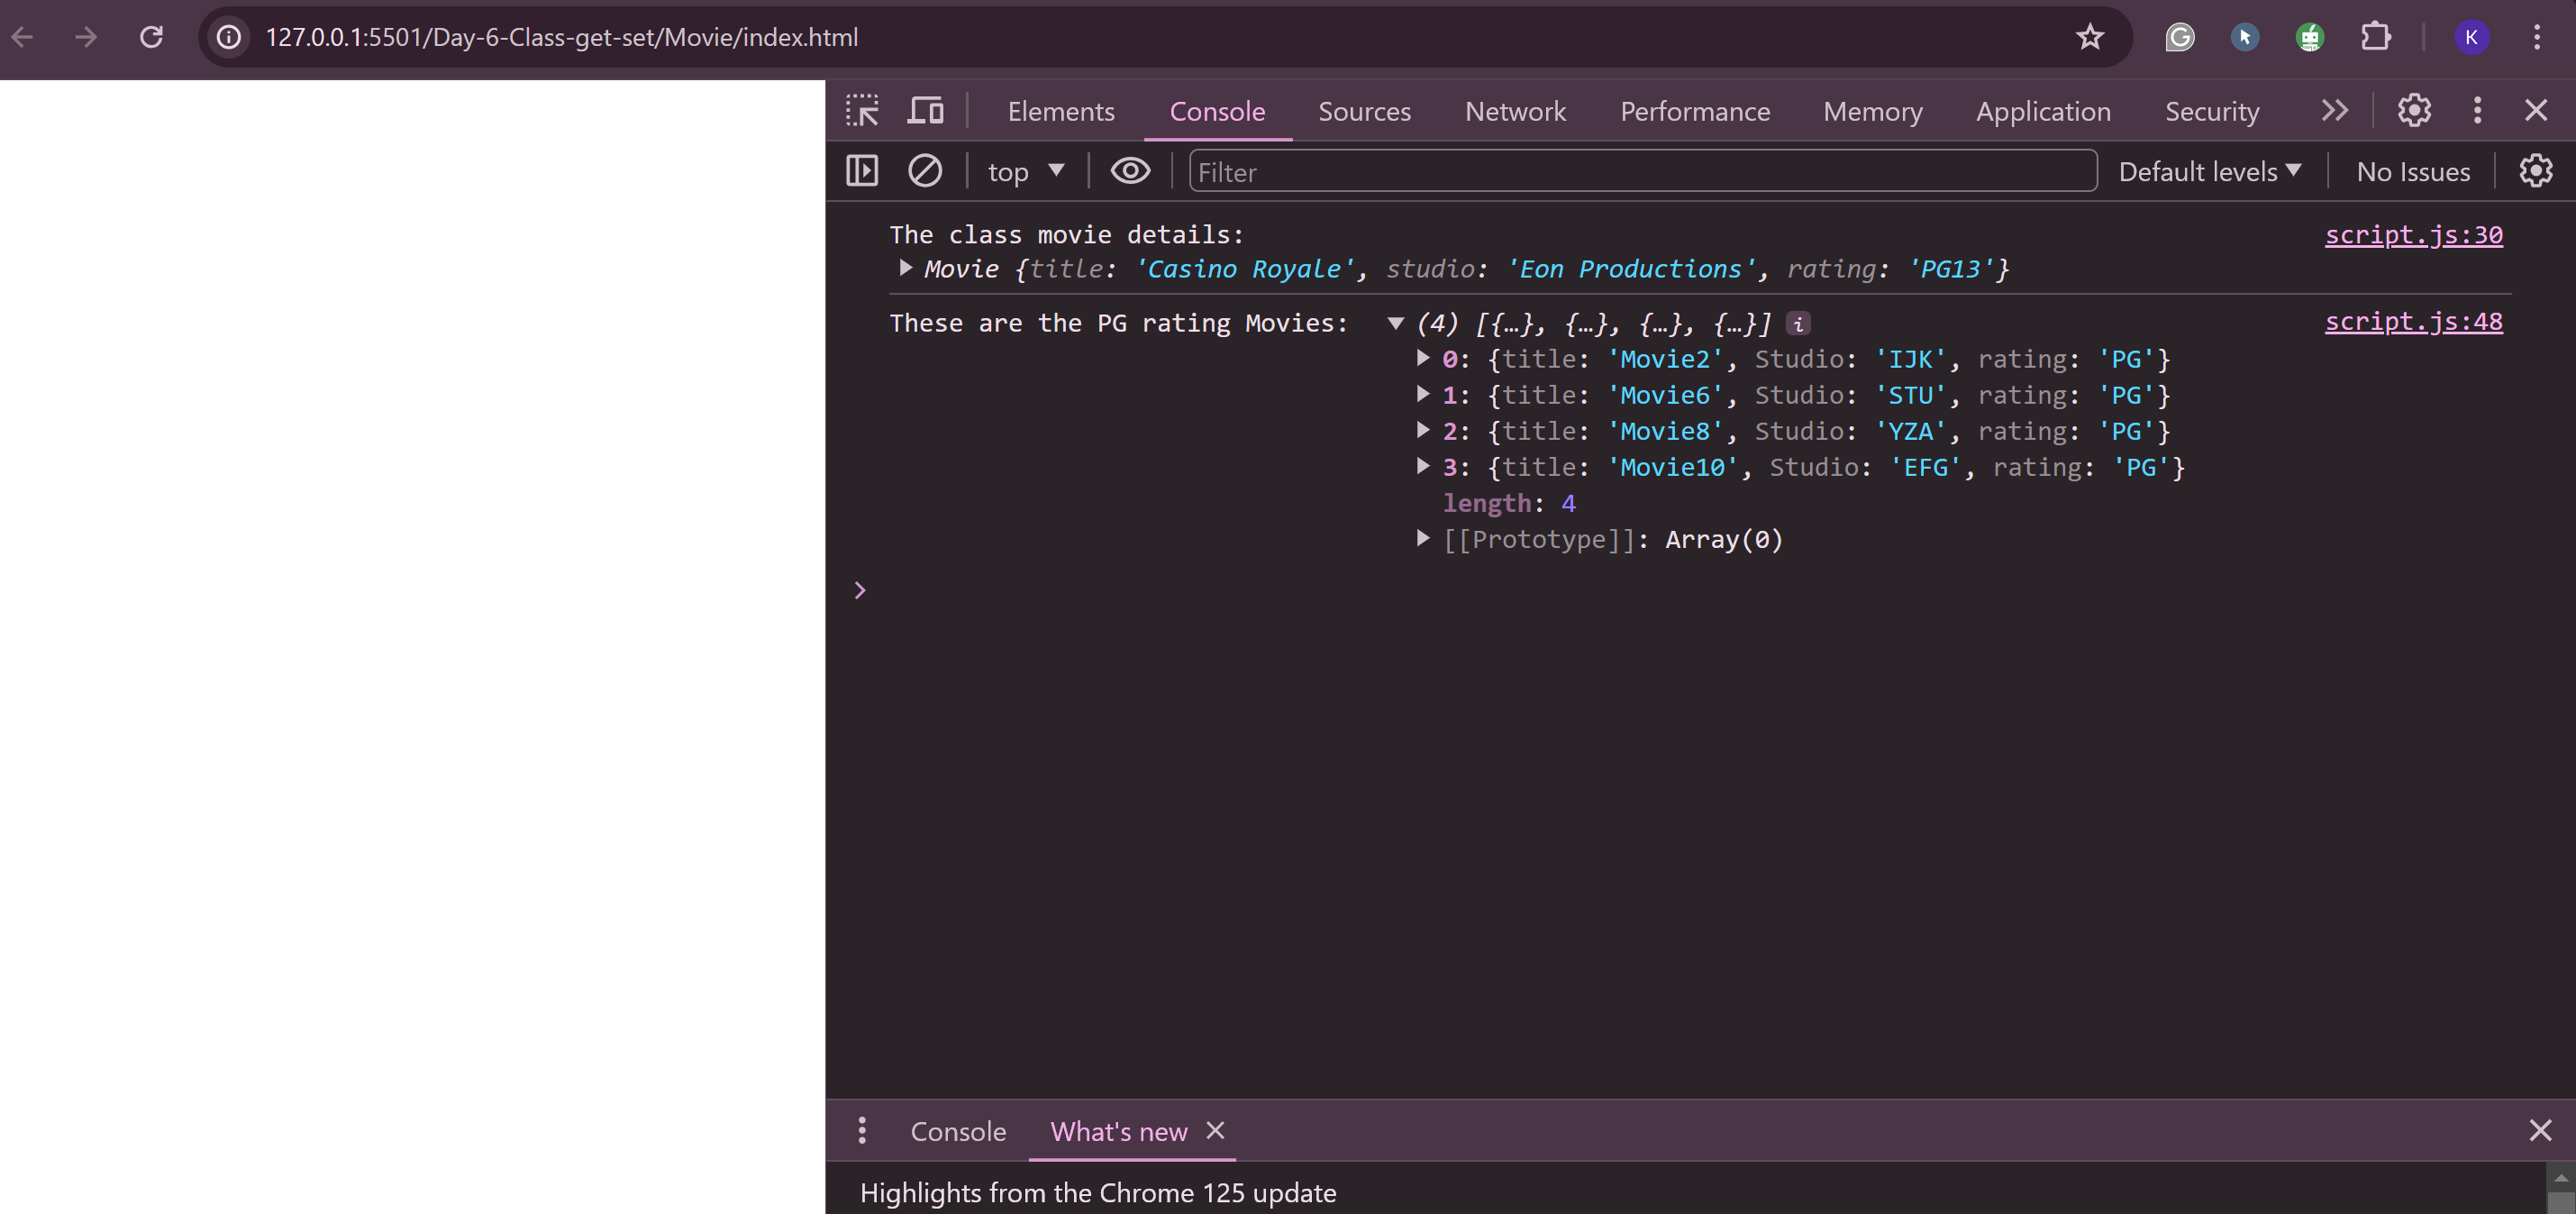 127.0.0.1:5501/Day-6-Class-get-set/Movie/index.html
K
Elements Console Sources Network Performance Memory Application Security
top Filter Default levels No Issues
The class movie details: script.js:30
Movie {title: 'Casino Royale', studio: 'Eon Productions', rating: 'PG13'}
These are the PG rating Movies: (4) [{…}, {…}, {…}, {…}] i script.js:48
0: {title: 'Movie2', Studio: 'IJK', rating: 'PG'}
1: {title: 'Movie6', Studio: 'STU', rating: 'PG'}
2: {title: 'Movie8', Studio: 'YZA', rating: 'PG'}
3: {title: 'Movie10', Studio: 'EFG', rating: 'PG'}
length: 4
[[Prototype]]: Array(0)
Console What's new
Highlights from the Chrome 125 update